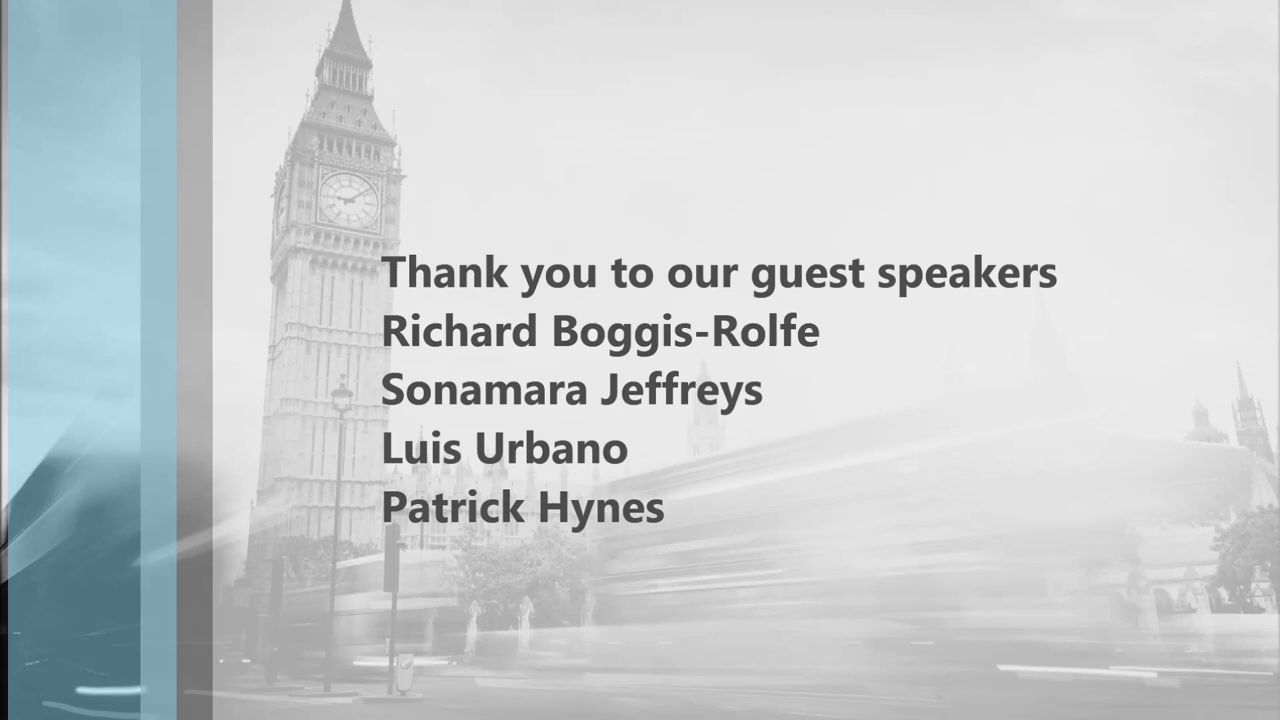 Thank you to our guest speakers
Richard Boggis-Rolfe
Sonamara Jeffreys
Luis Urbano
Patrick Hynes